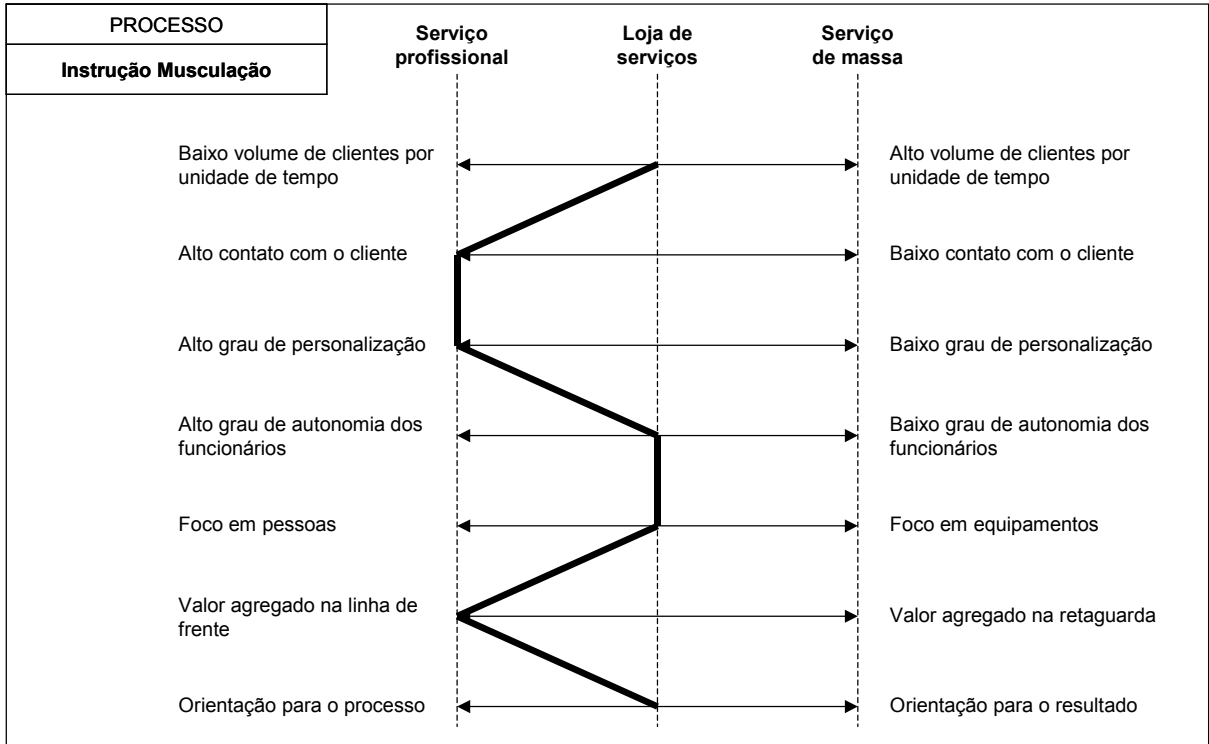 PROCESSO
Instrução Musculação
Serviço
profissional
Loja de
serviços
Serviço
de massa
Baixo volume de clientes por
unidade de tempo
Alto volume de clientes por
unidade de tempo
Alto contato com o cliente
Baixo contato com o cliente
Alto grau de personalização
Baixo grau de personalização
Alto grau de autonomia dos
funcionários
Baixo grau de autonomia dos
funcionários
Foco em pessoas
Foco em equipamentos
Valor agregado na linha de
frente
Valor agregado na retaguarda
Orientação para o processo
Orientação para o resultado